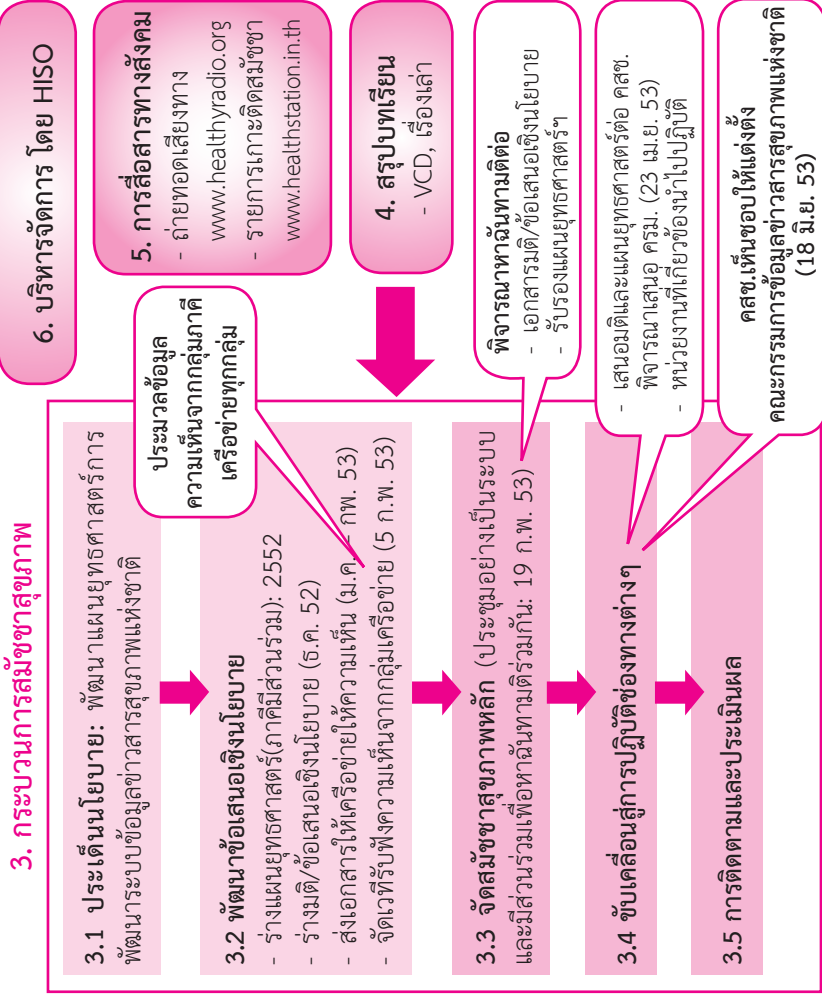 3. กระบวนการสมัชชาสุขภาพ
3.1 ประเด็นนโยบาย: พัฒนาแผนยุทธศาสตร์การ
พัฒนาระบบข้อมูลข่าวสารสุขภาพแห่งชาติ
3.2 พัฒนาข้อเสนอเชิงนโยบาย
- ร่างแผนยุทธศาสตร์(ภาคีมีส่วนร่วม): 2552
- ร่างมติ/ข้อเสนอเชิงนโยบาย (ธ.ค. 52)
- ส่งเอกสารให้เครือข่ายให้ความเห็น (ม.ค. – กพ. 53)
- จัดเวทีรับฟังความเห็นจากกลุ่มเครือข่าย (5 ก.พ. 53)
ประมวลข้อมูล
ความเห็นจากกลุ่มภาคี
เครือข่ายทุกกลุ่ม
3.3 จัดสมัชชาสุขภาพหลัก (ประชุมอย่างเป็นระบบ
และมีส่วนร่วมเพื่อหาฉันทามติร่วมกัน: 19 ก.พ. 53)
พิจารณาหาฉันทามติต่อ
- เอกสารมติ/ข้อเสนอเชิงนโยบาย
- รับรองแผนยุทธศาสตร์ฯ
3.4 ขับเคลื่อนสู่การปฏิบัติช่องทางต่างๆ
- เสนอมติและแผนยุทธศาสตร์ต่อ คสช.
พิจารณาเสนอ ครม. (23 เม.ย. 53)
- หน่วยงานที่เกี่ยวข้องนำไปปฏิบัติ
คสช.เห็นชอบให้แต่งตั้ง
คณะกรรมการข้อมูลข่าวสารสุขภาพแห่งชาติ
(18 มิ.ย. 53)
3.5 การติดตามและประเมินผล
4. สรุปบทเรียน
- VCD, เรื่องเล่า
5. การสื่อสารทางสังคม
- ถ่ายทอดเสียงทาง
www.healthyradio.org
- รายการเกาะติดสมัชชา
www.healthstation.in.th
6. บริหารจัดการ โดย HISO